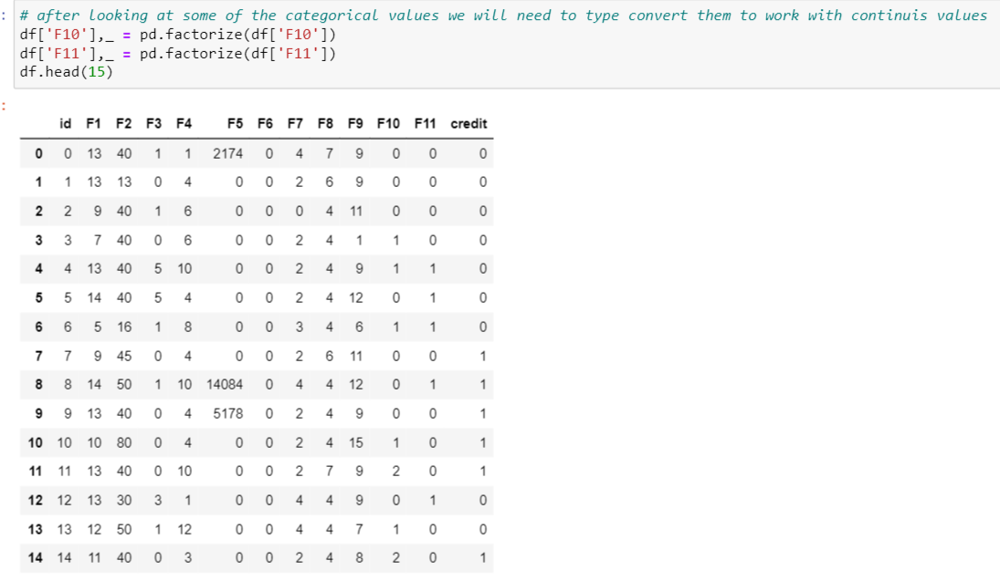 : # after looking at some of the categorical values we will need to type convert them to work with continuis values
df['F10'],_ = pd.factorize(df['F10'])
df['F11'],_ = pd.factorize(df['F11'])
df.head(15)
:
id F1 F2 F3 F4 F5 F6 F7 F8 F9 F10 F11 credit
0 0 13 40 1 1 2174 0 4 7 9 0 0 0
1 1 13 13 0 4 0 0 2 6 9 0 0 0
2 2 9 40 1 6 0 0 0 4 11 0 0 0
3 3 7 40 0 6 0 0 2 4 1 1 0 0
4 4 13 40 5 10 0 0 2 4 9 1 1 0
5 5 14 40 5 4 0 0 2 4 12 0 1 0
6 6 5 16 1 8 0 0 3 4 6 1 1 0
7 7 9 45 0 4 0 0 2 6 11 0 0 1
8 8 14 50 1 10 14084 0 4 4 12 0 1 1
9 9 13 40 0 4 5178 0 2 4 9 0 0 1
10 10 10 80 0 4 0 0 2 4 15 1 0 1
11 11 13 40 0 10 0 0 2 7 9 2 0 1
12 12 13 30 3 1 0 0 4 4 9 0 1 0
13 13 12 50 1 12 0 0 4 4 7 1 0 0
14 14 11 40 0 3 0 0 2 4 8 2 0 1